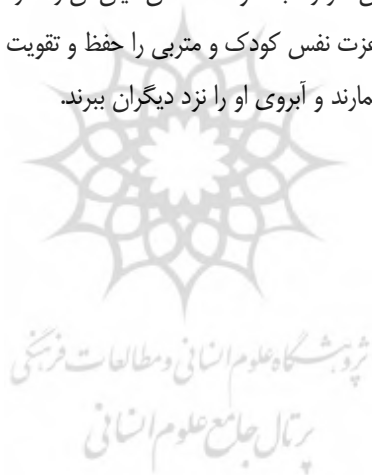 عزت نفس کودک و متربی را حفظ و تقویت
مارند و آبروی او را نزد دیگران ببرند.
پژوهشگاه علوم انسانی و مطالعات فرهنگی
پرتال جامع علوم انسانی